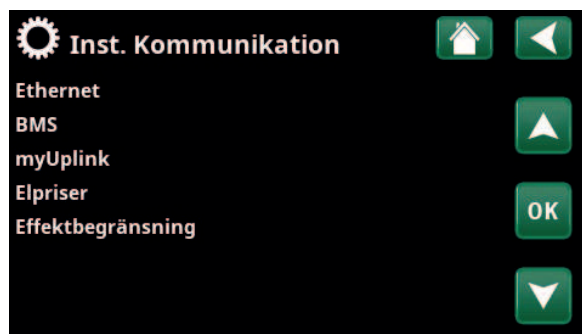 Inst. Kommunikation
Ethernet
BMS
myUplink
Elpriser
Effektbegränsning
OK